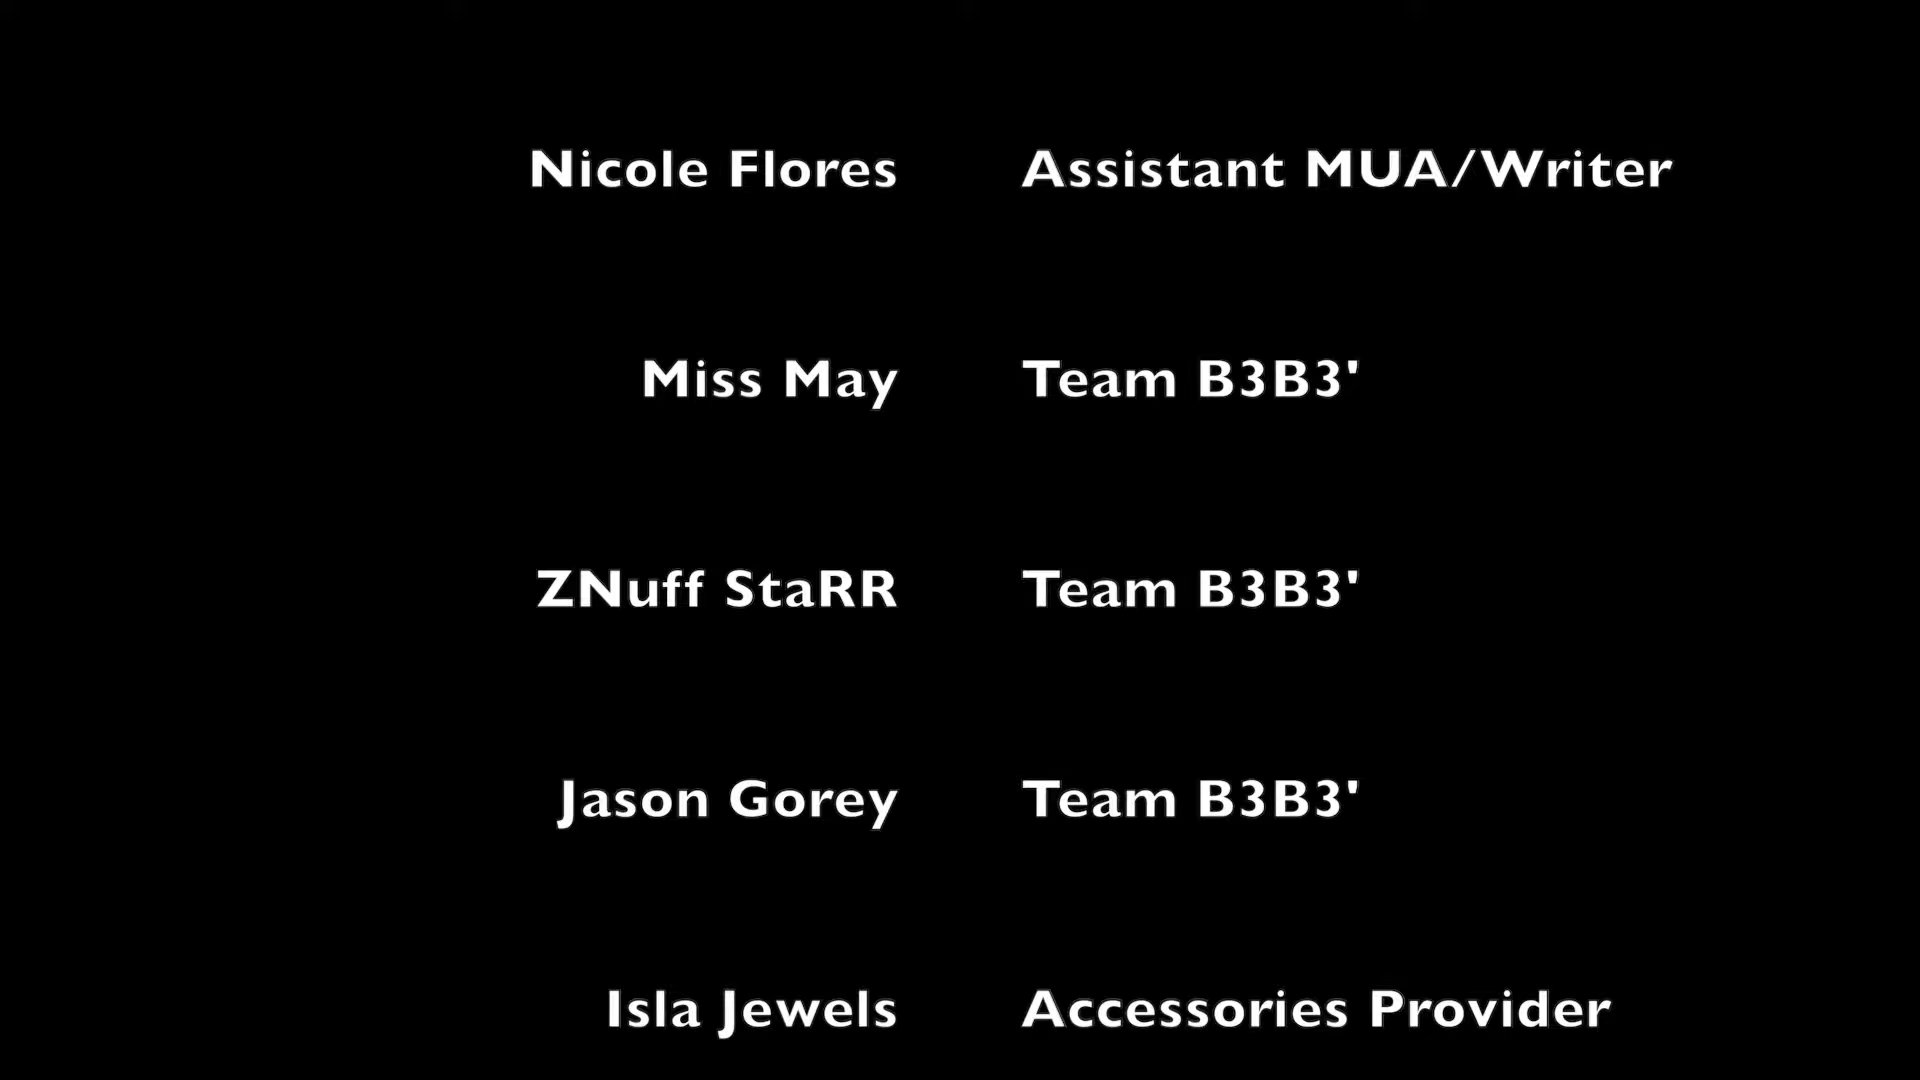 Nicole Flores Assistant MUA/Writer
Miss May Team B3B3'
ZNuff StaRR Team B3B3'
Jason Gorey Team B3B3'
Isla Jewels Accessories Provider